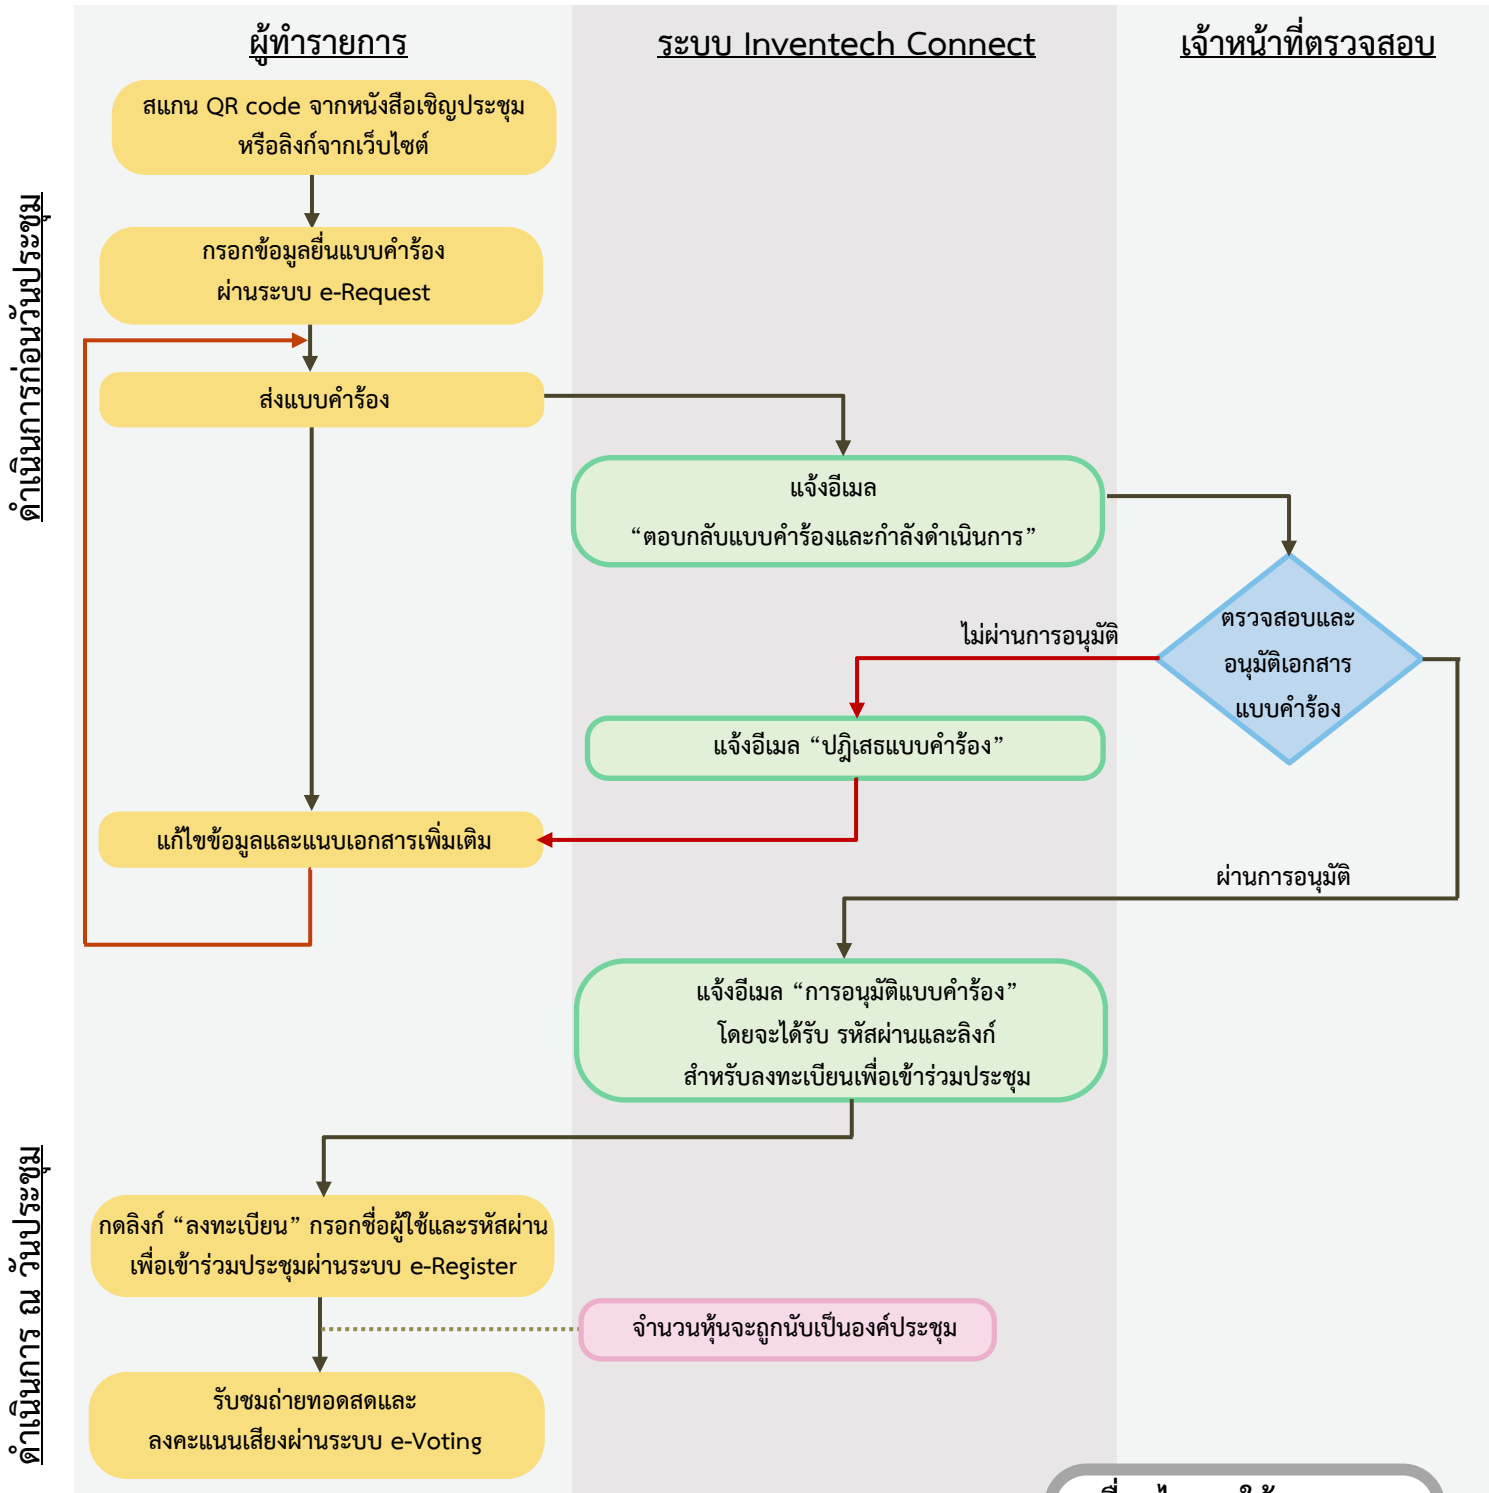 ผู้ทำรายการ
ระบบ Inventech Connect
เจ้าหน้าที่ตรวจสอบ
ดำเนินการก่อนวันประชุม
สแกน QR code จากหนังสือเชิญประชุม
หรือลิงก์จากเว็บไซต์
กรอกข้อมูลยื่นแบบคำร้อง
ผ่านระบบ e-Request
ส่งแบบคำร้อง
แจ้งอีเมล
“ตอบกลับแบบคำร้องและกำลังดำเนินการ”
ตรวจสอบและ
อนุมัติเอกสาร
แบบคำร้อง
ไม่ผ่านการอนุมัติ
แจ้งอีเมล “ปฎิเสธแบบคำร้อง”
แก้ไขข้อมูลและแนบเอกสารเพิ่มเติม
ผ่านการอนุมัติ
แจ้งอีเมล “การอนุมัติแบบคำร้อง”
โดยจะได้รับ รหัสผ่านและลิงก์
สำหรับลงทะเบียนเพื่อเข้าร่วมประชุม
ดำเนินการ ณ วันประชุม
กดลิงก์ “ลงทะเบียน” กรอกชื่อผู้ใช้และรหัสผ่าน
เพื่อเข้าร่วมประชุมผ่านระบบ e-Register
จำนวนหุ้นจะถูกนับเป็นองค์ประชุม
รับชมถ่ายทอดสดและ
ลงคะแนนเสียงผ่านระบบ e-Voting